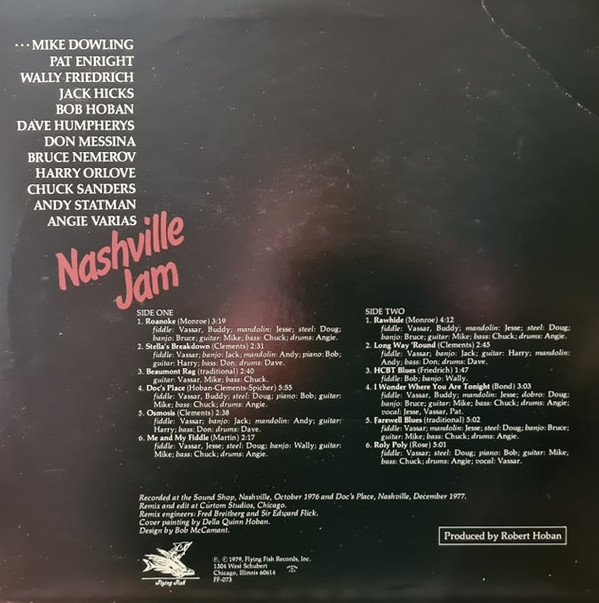 ...MIKE DOWLING
PAT ENRIGHT
WALLY FRIEDRICH
JACK HICKS
BOB HOBAN
DAVE HUMPHERYS
DON MESSINA
BRUCE NEMEROV
HARRY ORLOVE
CHUCK SANDERS
ANDY STATMAN
ANGIE VARIAS
Nashville
Jam
SIDE ONE
1. Roanoke (Monroe) 3:19
fiddle: Vassar, Buddy; mandolin: Jesse; steel: Doug;
banjo: Bruce; guitar: Mike; bass: Chuck; drums: Angie.
2. Stella's Breakdown (Clements) 2:31
fiddle: Vassar; banjo: Jack; mandolin: Andy; piano: Bob;
guitar: Harry; bass: Don; drums: Dave.
3. Beaumont Rag (traditional) 2:40
guitar: Vassar, Mike; bass: Chuck.
4. Doc's Place (Hoban-Clements-Spicher) 5:55
fiddle: Vassar, Buddy; steel: Doug; piano: Bob; guitar:
Mike; bass: Chuck; drums: Angie.
5. Osmosis (Clements) 2:38
fiddle: Vassar; banjo: Jack; mandolin: Andy; guitar:
Harry; bass: Don; drums: Dave.
6. Me and My Fiddle (Martin) 2:17
fiddle: Vassar, Jesse; steel: Doug; banjo: Wally; guitar:
Mike; bass: Chuck; drums: Angie.
SIDE TWO
1. Rawhide (Monroe) 4:12
fiddle: Vassar, Buddy; mandolin: Jesse; steel: Doug;
banjo: Bruce; guitar: Mike; bass: Chuck; drums: Angie.
2. Long Way 'Round (Clements) 2:45
fiddle: Vassar; banjo: Jack; guitar: Harry; mandolin:
Andy; bass: Don; drums: Dave.
3. HCBT Blues (Friedrich) 1:47
fiddle: Bob; banjo: Wally.
4. I Wonder Where You Are Tonight (Bond) 3:03
fiddle: Vassar, Buddy; mandolin: Jesse; dobro: Doug;
banjo: Bruce; guitar: Mike; bass: Chuck; drums: Angie;
vocal: Jesse, Vassar, Pat.
5. Farewell Blues (traditional) 5:02
fiddle: Vassar; mandolin: Jesse; steel: Doug; banjo: Bruce;
guitar: Mike; bass: Chuck; drums: Angie.
6. Roly Poly (Rose) 5:01
fiddle: Vassar; steel: Doug; piano: Bob; guitar: Mike;
bass: Chuck; drums: Angie; vocal: Vassar.
Recorded at the Sound Shop, Nashville, October 1976 and Doc's Place, Nashville, December 1977.
Remix and edit at Curtom Studios, Chicago.
Remix engineers: Fred Breitberg and Sir Edward Flick.
Cover painting by Della Quinn Hoban.
Design by Bob McCamant.
Produced by Robert Hoban
Flying Fish
℗, © 1979, Flying Fish Records, Inc.
1304 West Schubert
Chicago, Illinois 60614
FF-073